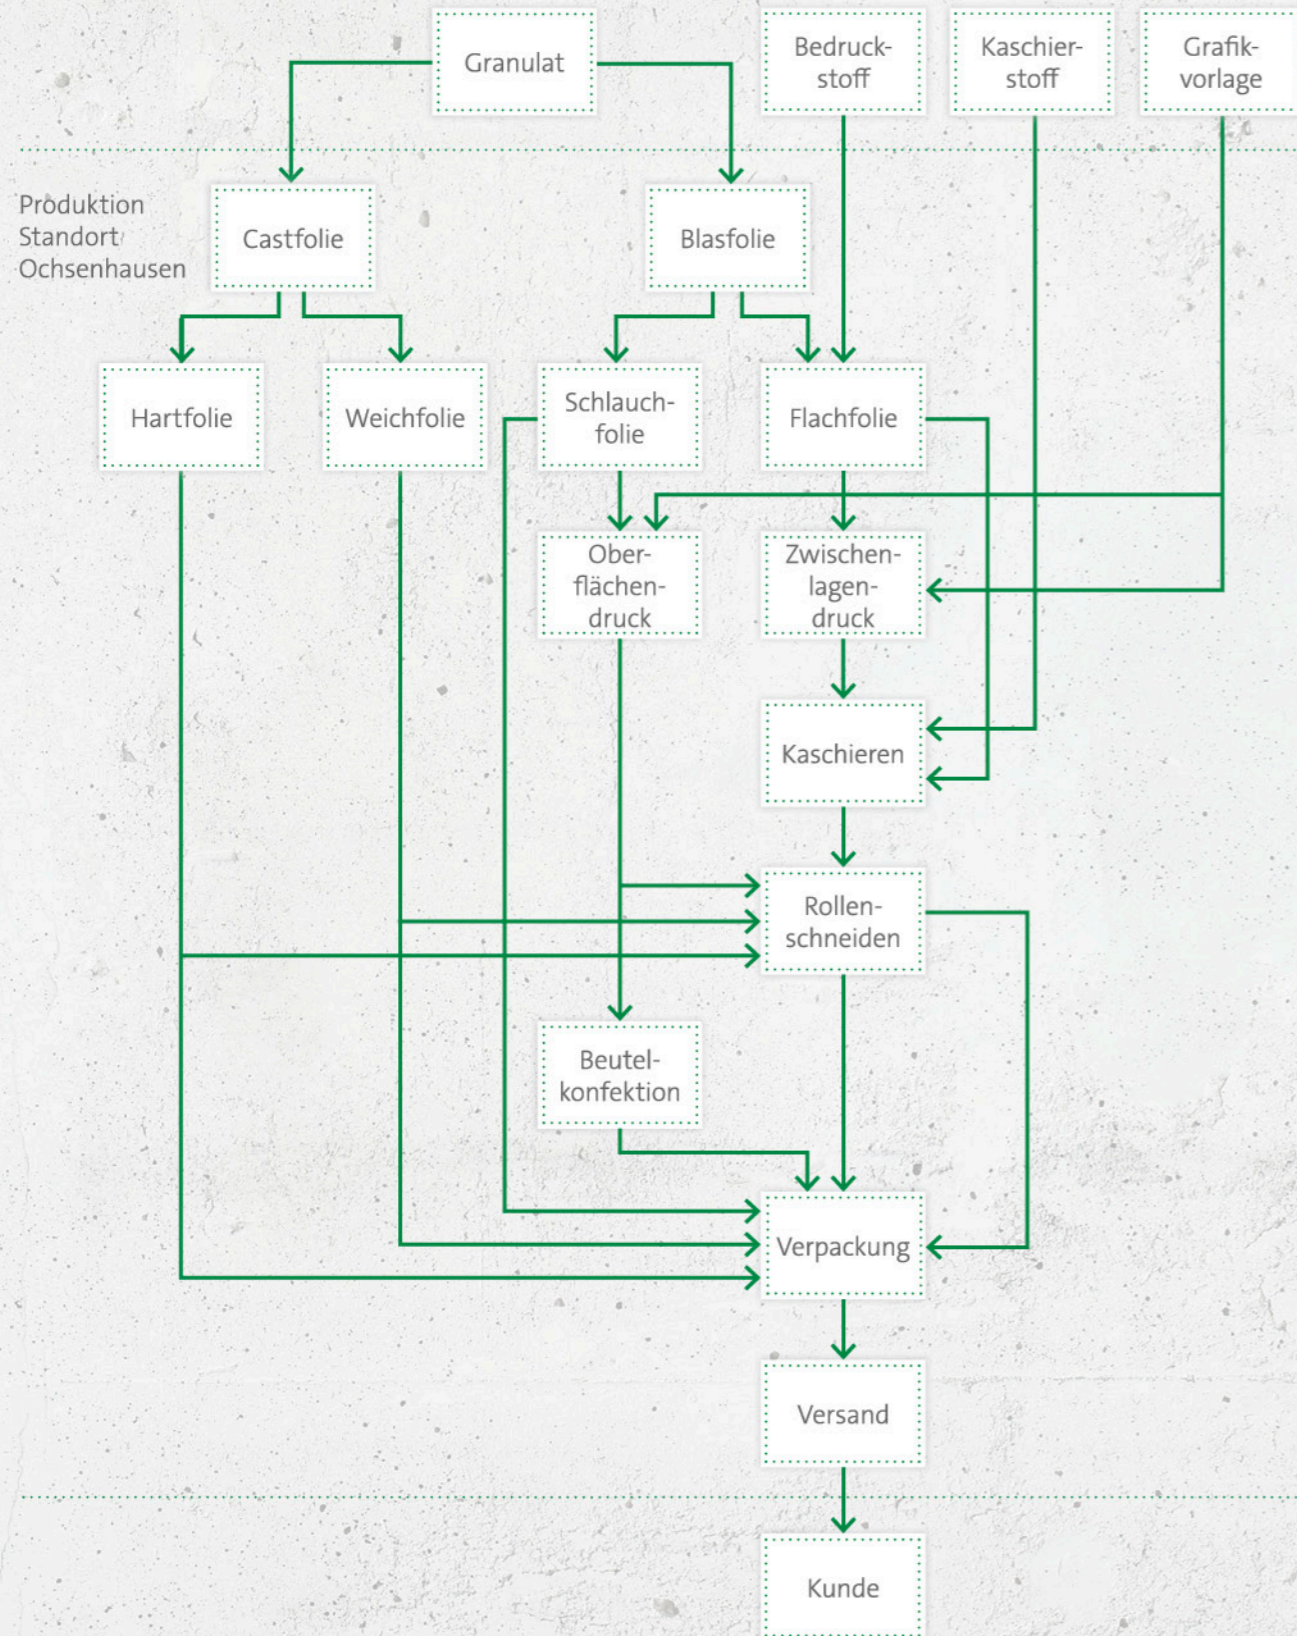 Granulat
Bedruck-
stoff
Kaschier-
stoff
Grafik-
vorlage
Produktion
Standort
Ochsenhausen
Castfolie
Blasfolie
Hartfolie
Weichfolie
Schlauch-
folie
Flachfolie
Ober-
flächen-
druck
Zwischen-
lagen-
druck
Kaschieren
Rollen-
schneiden
Beutel-
konfektion
Verpackung
Versand
Kunde